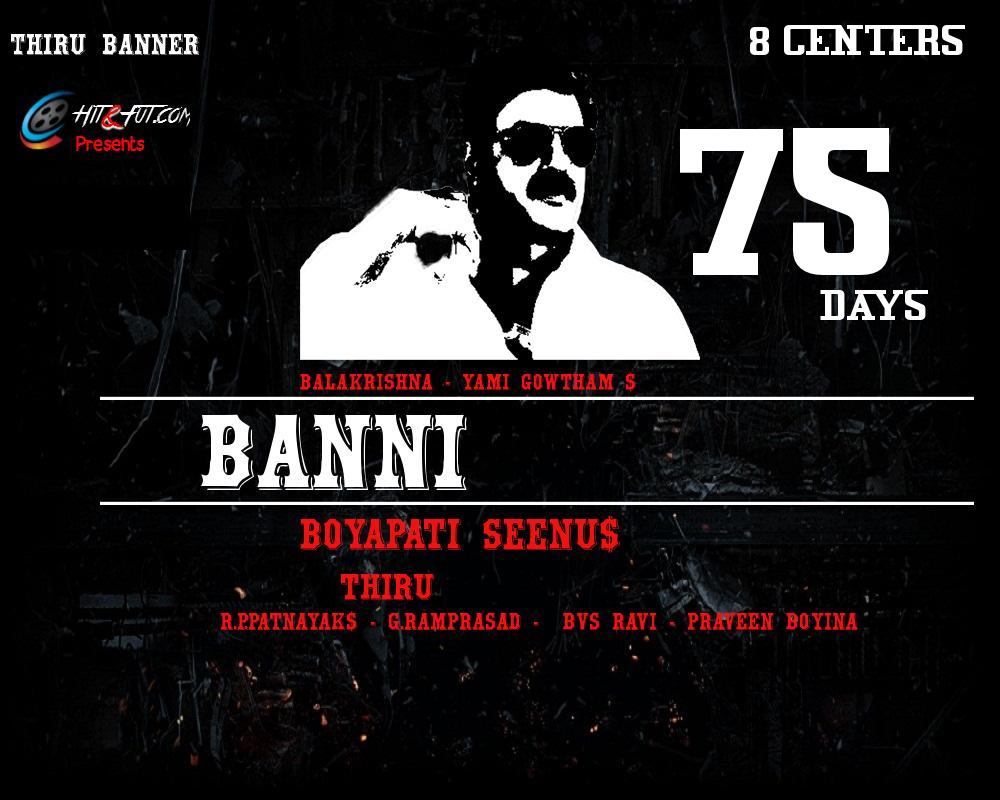 THIRU BANNER
8 CENTERS
HIT&FUT.COM
Presents
75
DAYS
BALAKRISHNA - YAMI GOWTHAM $
BANNI
BOYAPATI SEENU$
THIRU
R.P.PATNAYAK$ - G.RAMPRASAD - BVS RAVI - PRAVEEN BOYINA